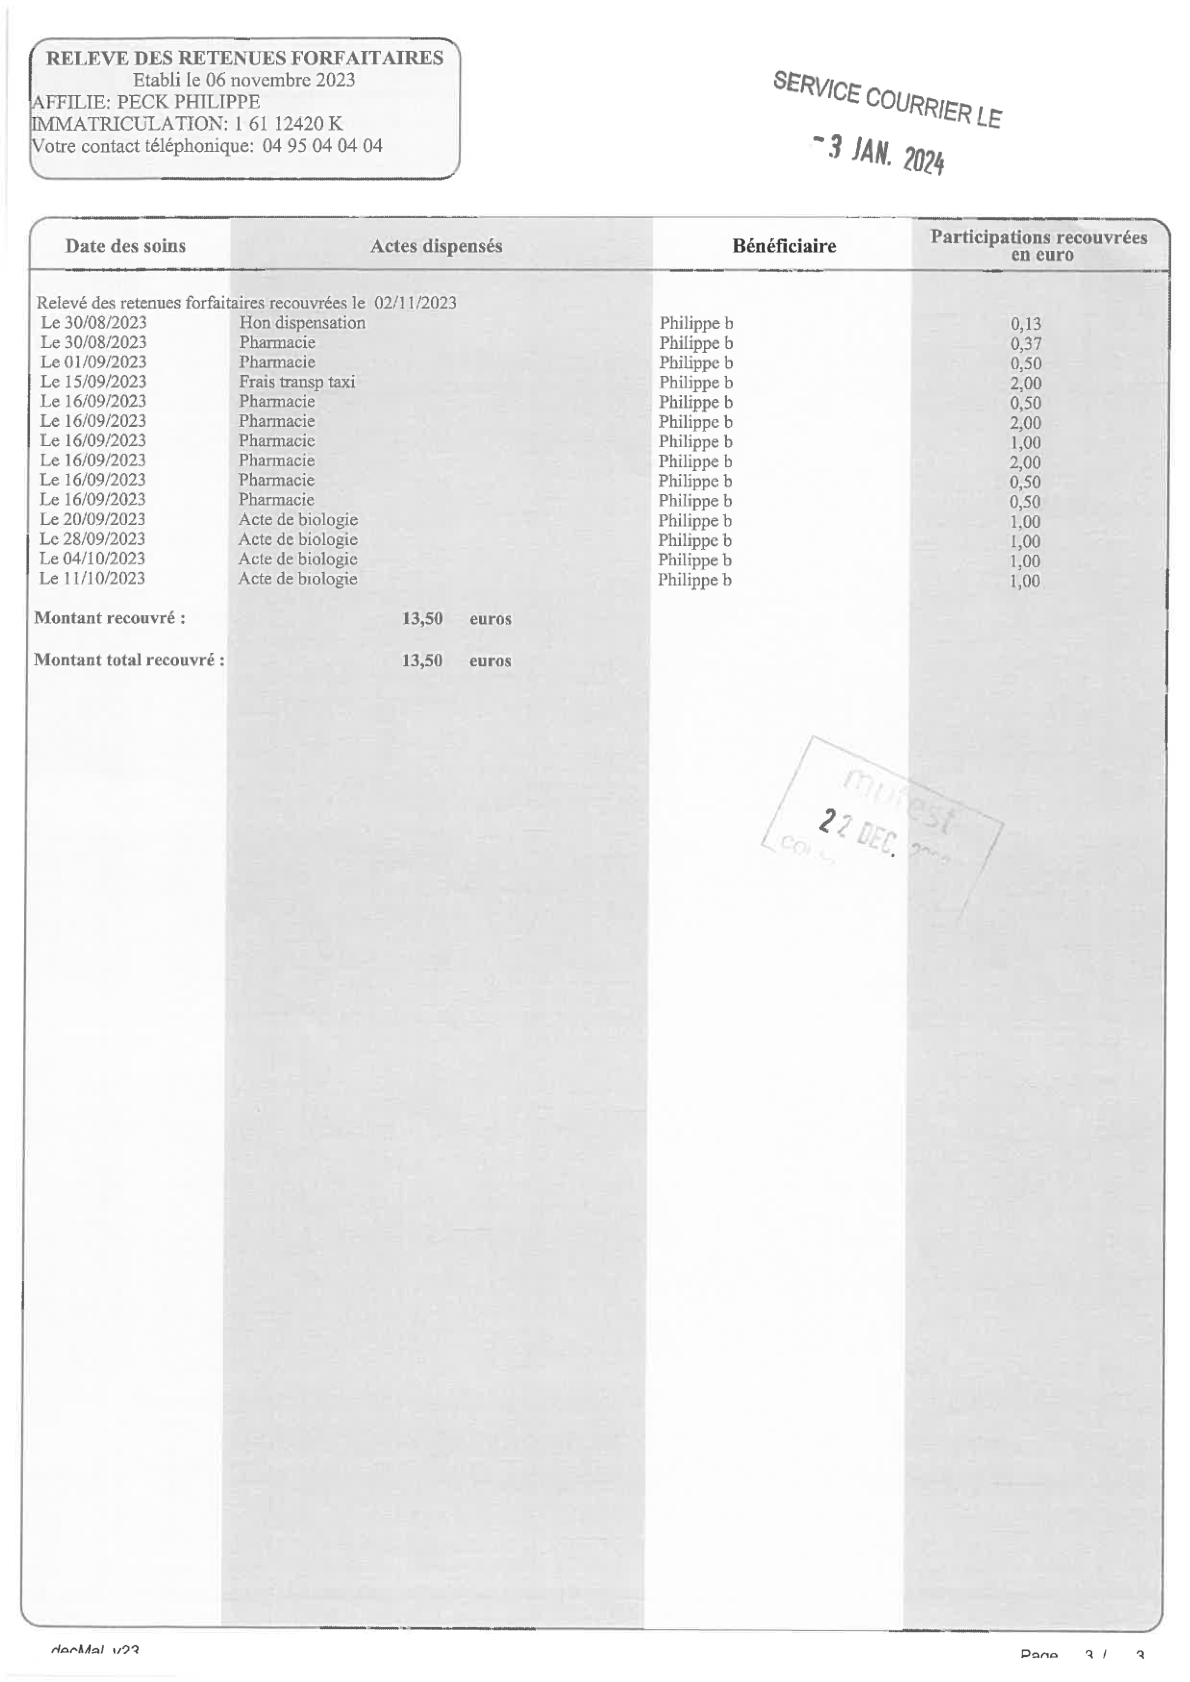 RELEVE DES RETENUES FORFAITAIRES
Etabli le 06 novembre 2023
AFFILIE: PECK PHILIPPE
IMMATRICULATION: 1 61 12420 K
Votre contact téléphonique: 04 95 04 04 04
SERVICE COURRIER LE
-3 JAN. 2024
Date des soins Actes dispensés Bénéficiaire Participations recouvrées en euro
Relevé des retenues forfaitaires recouvrées le 02/11/2023
Le 30/08/2023 Hon dispensation Philippe b 0,13
Le 30/08/2023 Pharmacie Philippe b 0,37
Le 01/09/2023 Pharmacie Philippe b 0,50
Le 15/09/2023 Frais transp taxi Philippe b 2,00
Le 16/09/2023 Pharmacie Philippe b 0,50
Le 16/09/2023 Pharmacie Philippe b 2,00
Le 16/09/2023 Pharmacie Philippe b 1,00
Le 16/09/2023 Pharmacie Philippe b 2,00
Le 16/09/2023 Pharmacie Philippe b 0,50
Le 16/09/2023 Pharmacie Philippe b 0,50
Le 20/09/2023 Acte de biologie Philippe b 1,00
Le 28/09/2023 Acte de biologie Philippe b 1,00
Le 04/10/2023 Acte de biologie Philippe b 1,00
Le 11/10/2023 Acte de biologie Philippe b 1,00
Montant recouvré : 13,50 euros
Montant total recouvré : 13,50 euros
22 DEC.
decMal v23
Page 3 / 3